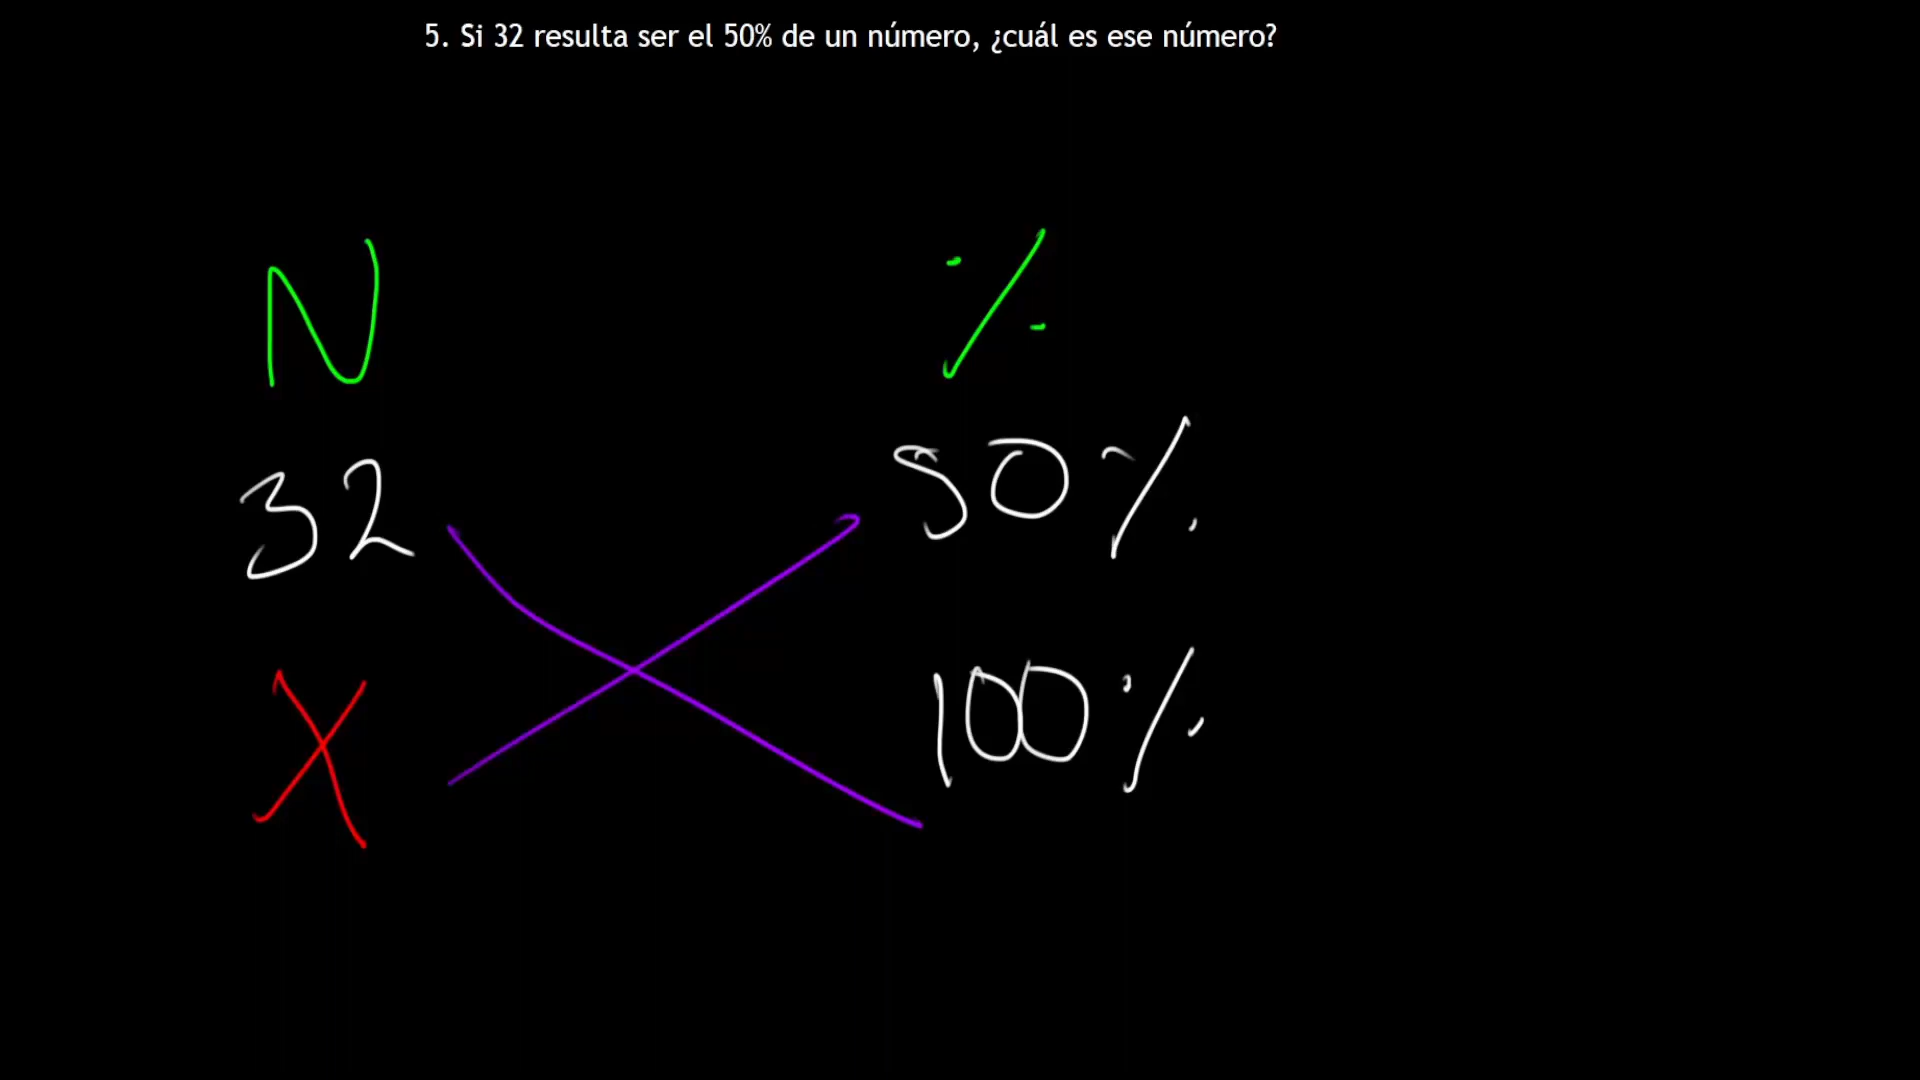 5. Si 32 resulta ser el 50% de un número, ¿cuál es ese número?
N %
32 50%
X 100%